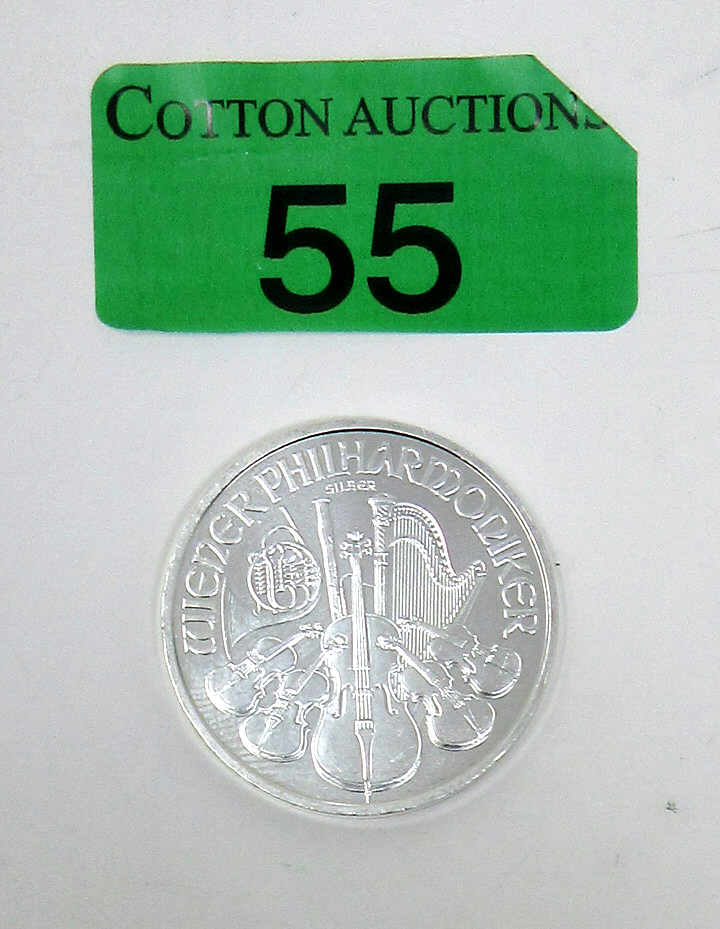 COTTON AUCTIONS
55
WIENER PHILHARMONIKER
SILBER